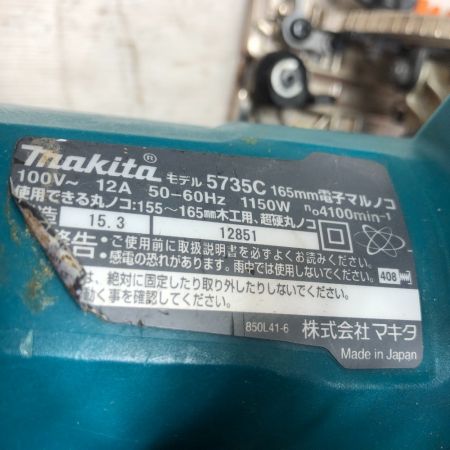 makita® モデル 5735C 165mm電子マルノコ
100V～ 12A 50-60Hz 1150W n₀4100min⁻¹
使用できる丸ノコ:155～165mm木工用、超硬丸ノコ
造 15.3 12851
警告・ご使用前に取扱説明書を必ずよくお読みください。
・感電の恐れがあります。雨中では使用しないでください。 408
は、絶対に固定したり取り外したりしないでください。
動く事を確認してください。
850L41-6 株式会社 マキタ
Made in Japan